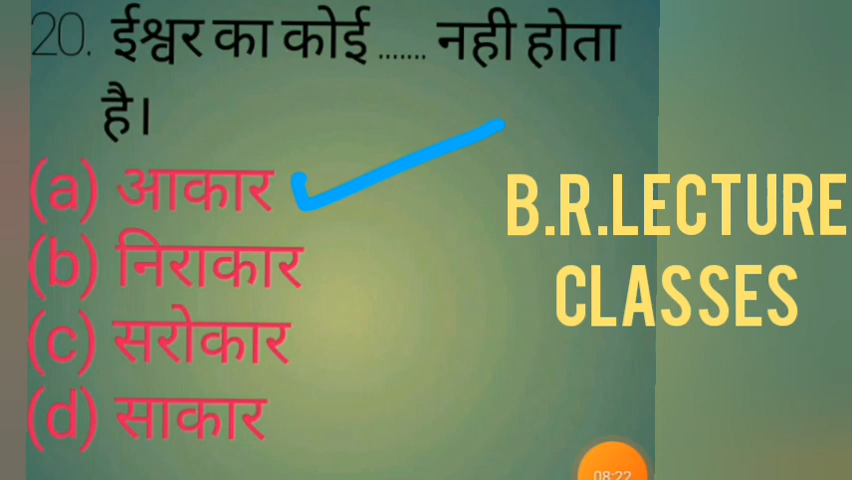 20. ईश्वर का कोई ....... नही होता
है।
(a) आकार
(b) निराकार
(c) सरोकार
(d) साकार
B.R.LECTURE
CLASSES
08:22